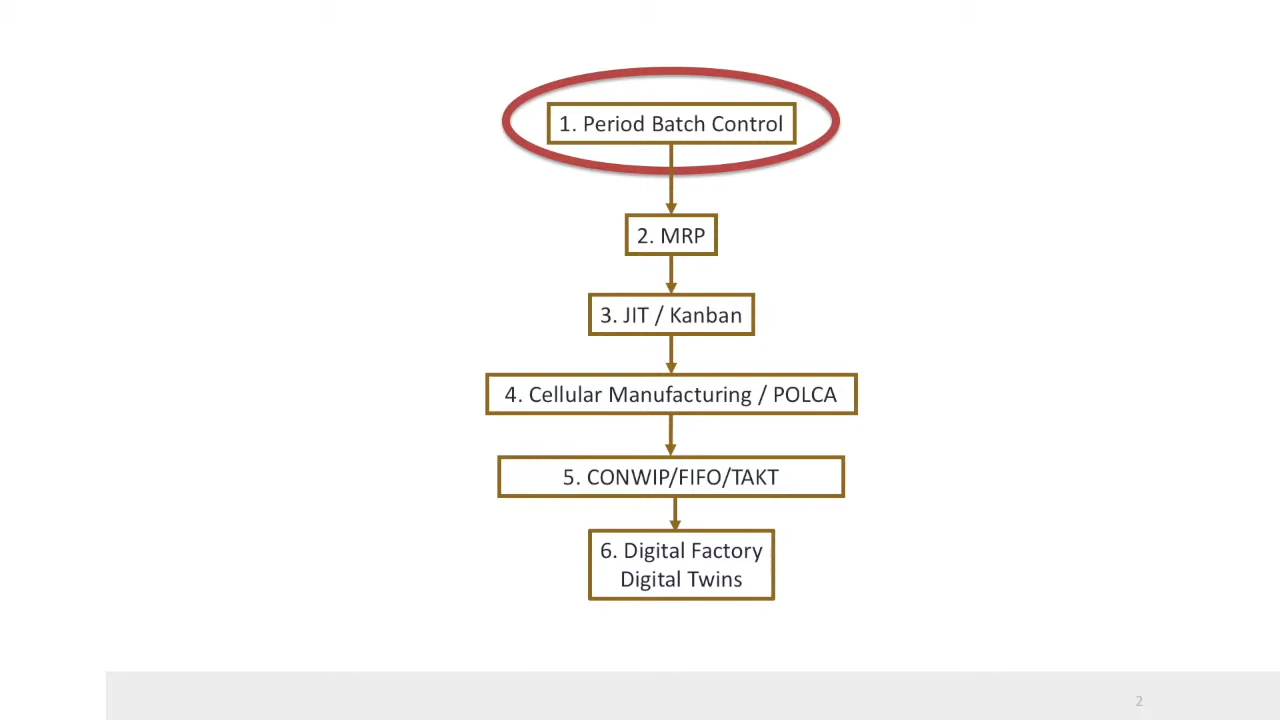 1. Period Batch Control
2. MRP
3. JIT / Kanban
4. Cellular Manufacturing / POLCA
5. CONWIP/FIFO/TAKT
6. Digital Factory
Digital Twins
2